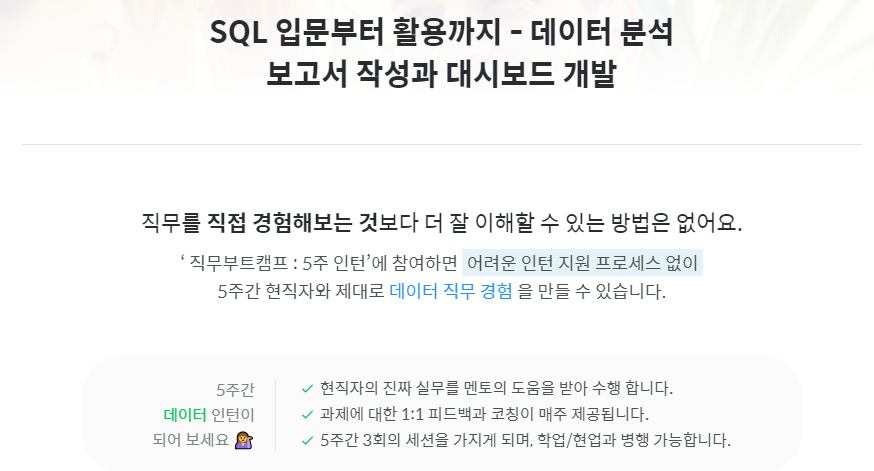 SQL 입문부터 활용까지 - 데이터 분석
보고서 작성과 대시보드 개발
직무를 직접 경험해보는 것보다 더 잘 이해할 수 있는 방법은 없어요.
‘ 직무부트캠프 : 5주 인턴’에 참여하면 어려운 인턴 지원 프로세스 없이
5주간 현직자와 제대로 데이터 직무 경험 을 만들 수 있습니다.
5주간
데이터 인턴이
되어 보세요
현직자의 진짜 실무를 멘토의 도움을 받아 수행 합니다.
과제에 대한 1:1 피드백과 코칭이 매주 제공됩니다.
5주간 3회의 세션을 가지게 되며, 학업/현업과 병행 가능합니다.